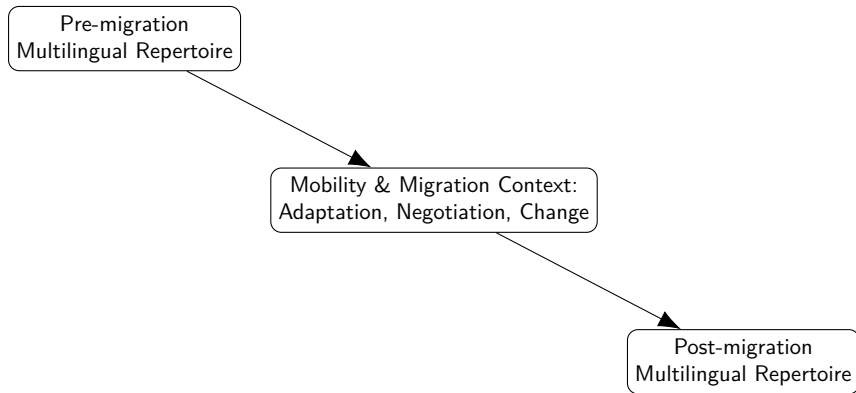 Pre-migration
Multilingual Repertoire
Mobility & Migration Context:
Adaptation, Negotiation, Change
Post-migration
Multilingual Repertoire